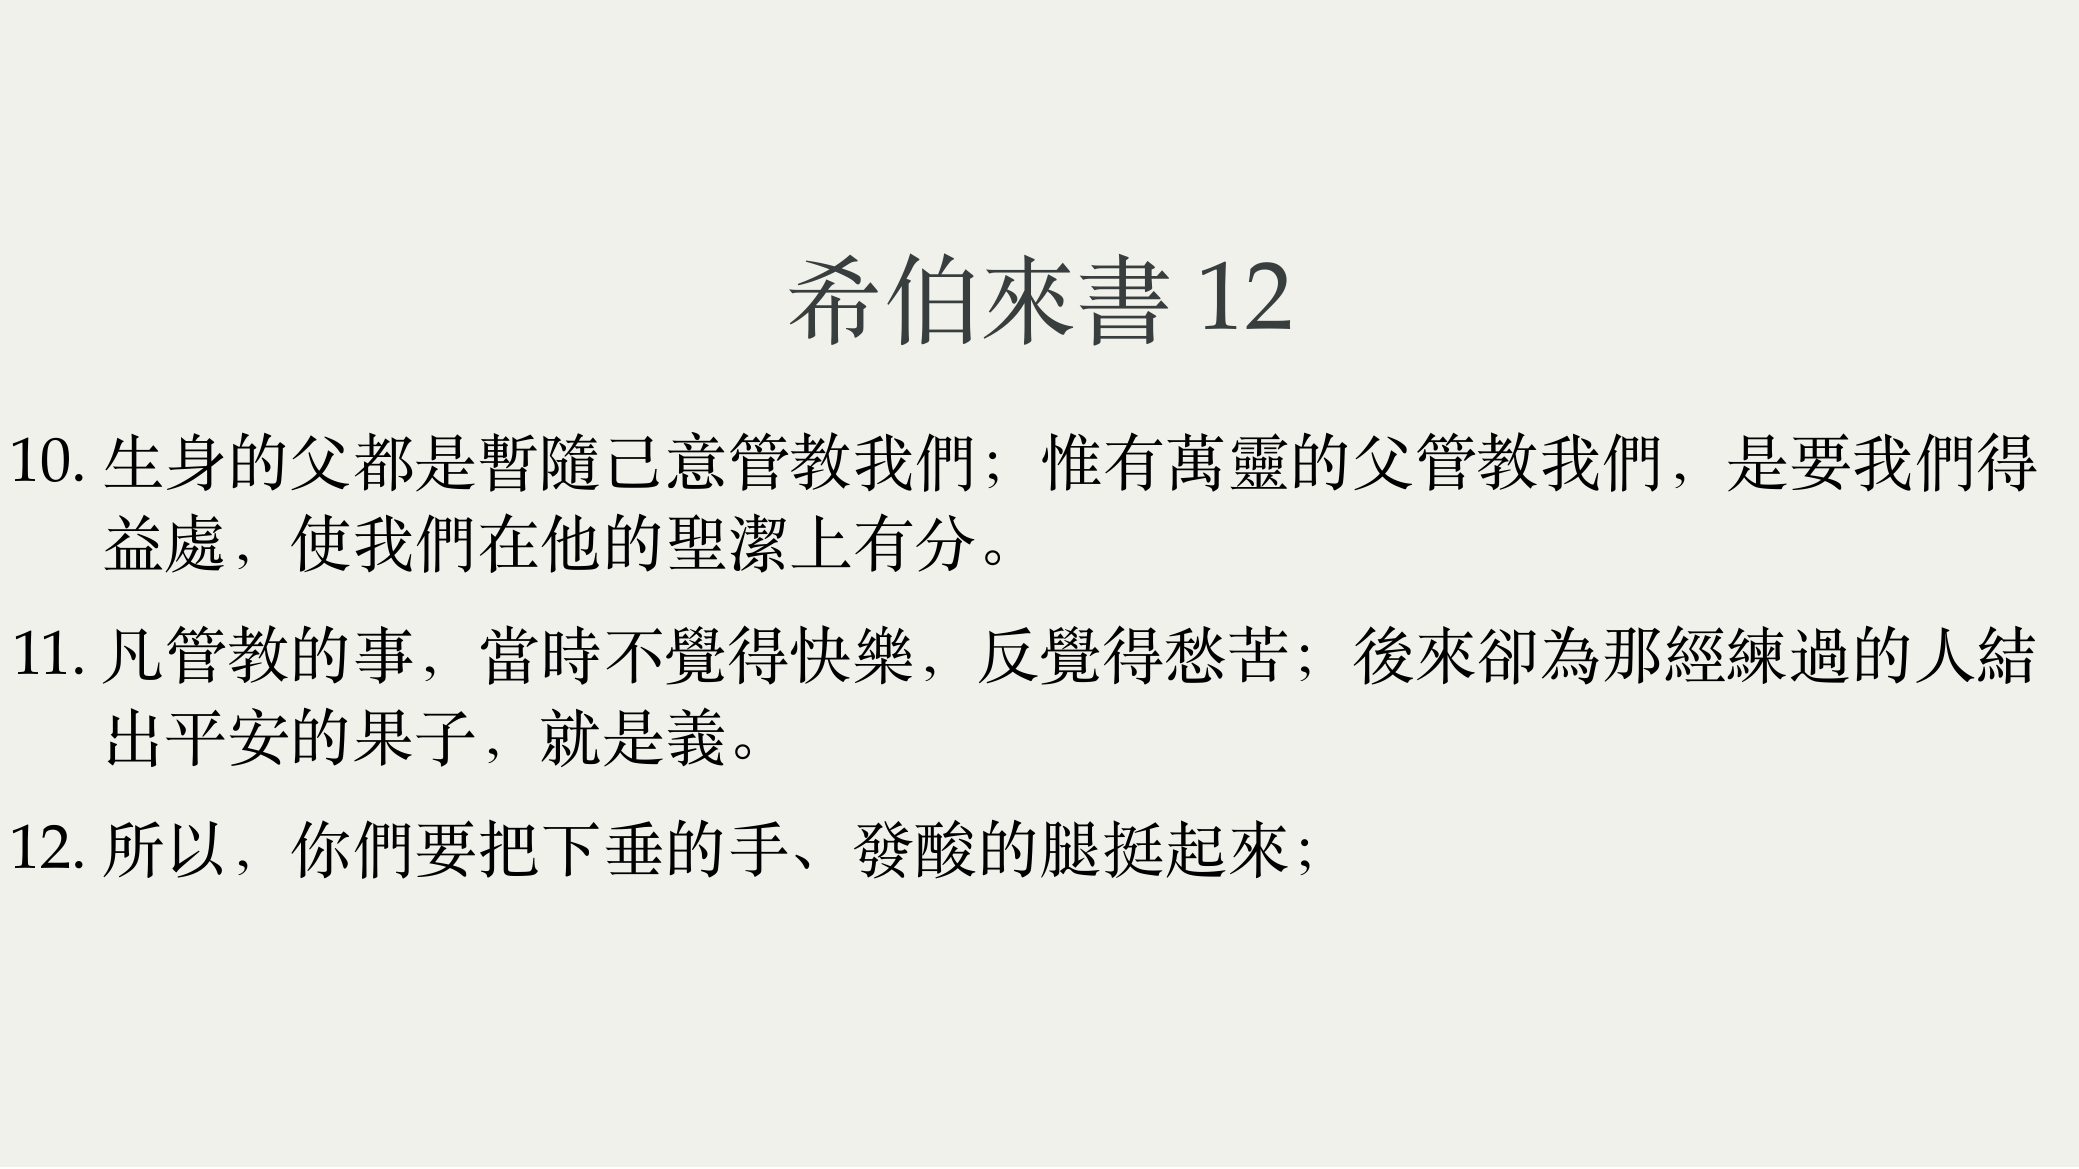 希伯來書 12
10. 生身的父都是暫隨己意管教我們；惟有萬靈的父管教我們，是要我們得
益處，使我們在他的聖潔上有分。
11. 凡管教的事，當時不覺得快樂，反覺得愁苦；後來卻為那經練過的人結
出平安的果子，就是義。
12. 所以，你們要把下垂的手、發酸的腿挺起來；